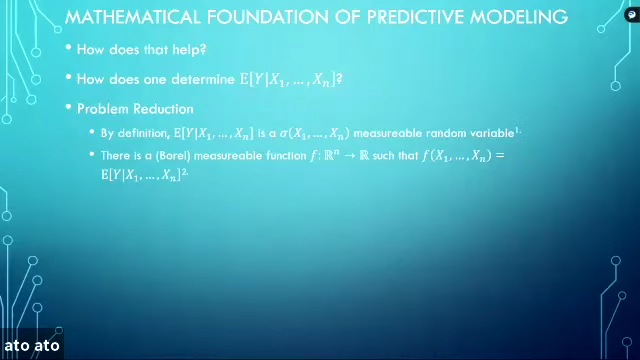 MATHEMATICAL FOUNDATION OF PREDICTIVE MODELING
• How does that help?
• How does one determine E[Y|X₁, … , Xₙ]?
• Problem Reduction
• By definition, E[Y|X₁, … , Xₙ] is a σ(X₁, … , Xₙ) measureable random variable¹.
• There is a (Borel) measureable function f: ℝⁿ → ℝ such that f(X₁, … , Xₙ) =
E[Y|X₁, … , Xₙ]².
ato ato